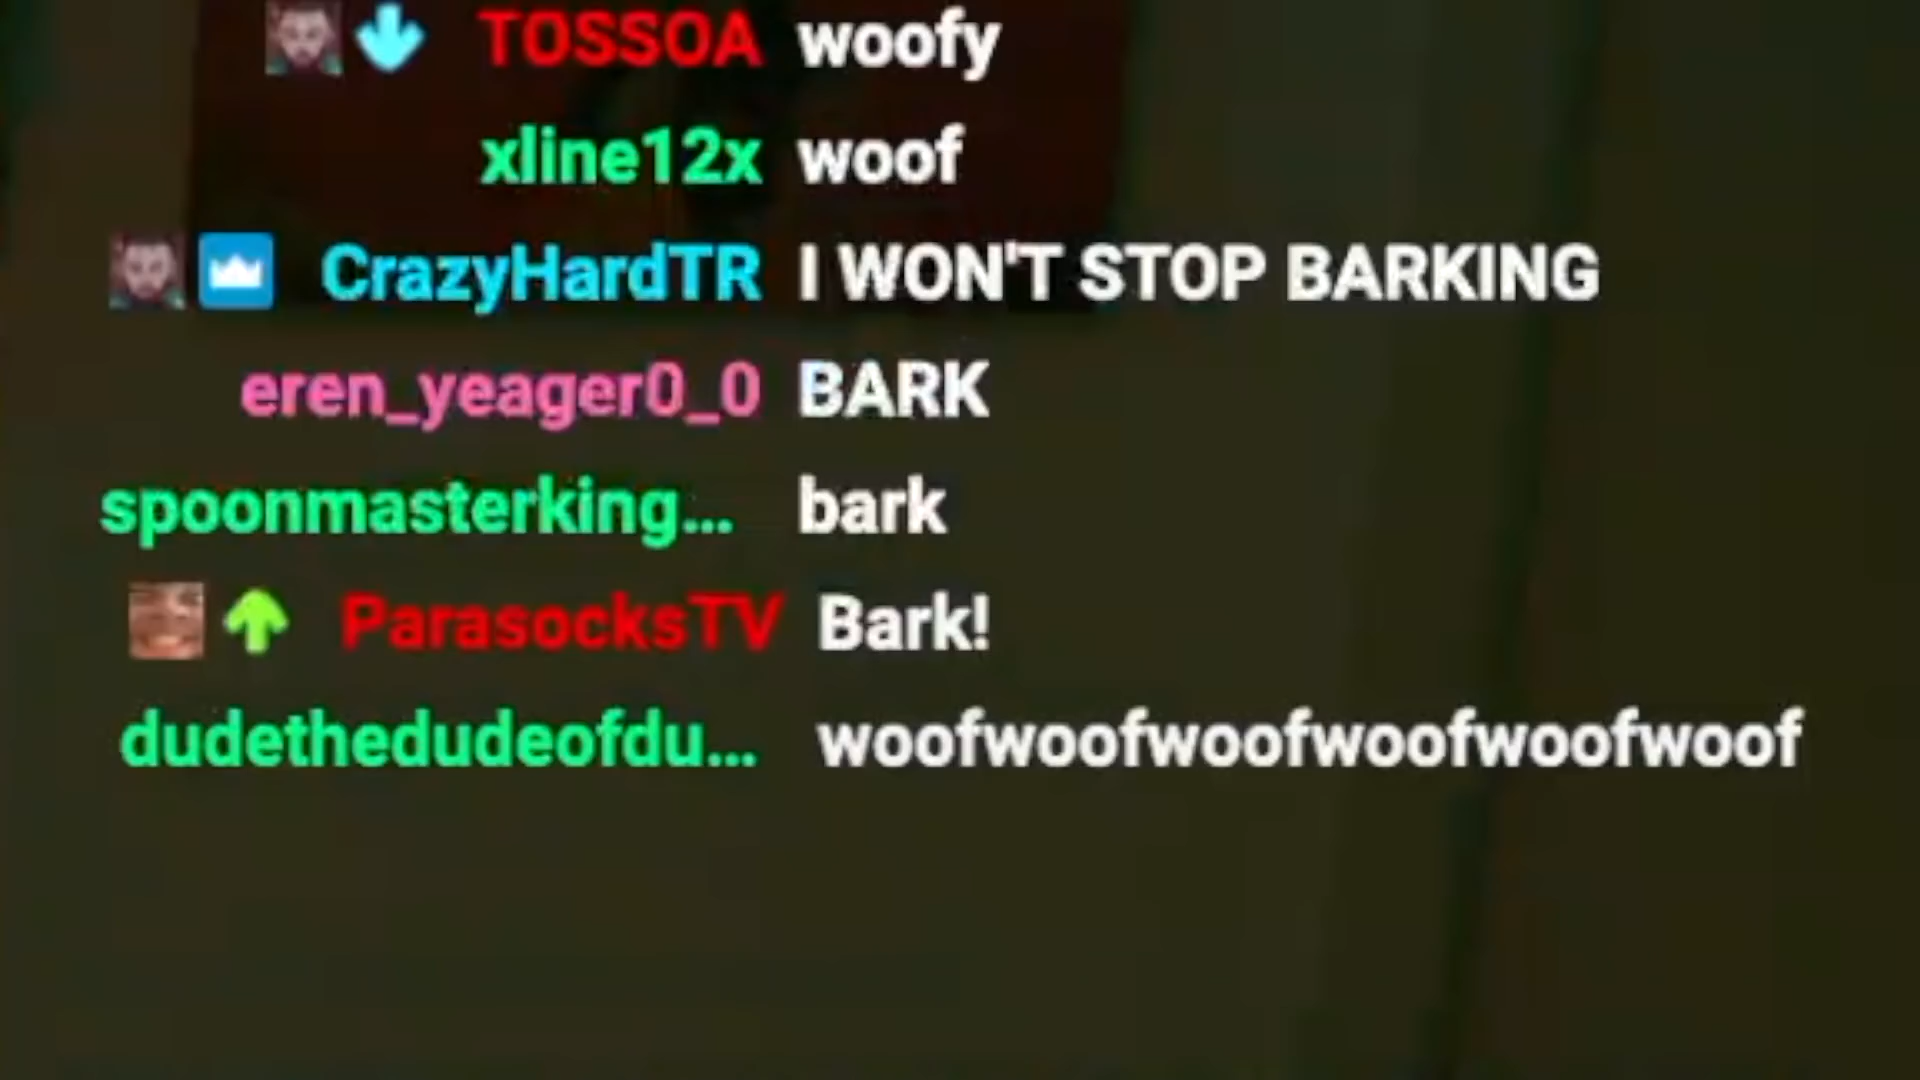 TOSSOA woofy
xline12x woof
CrazyHardTR I WON'T STOP BARKING
eren_yeager0_0 BARK
spoonmasterking... bark
ParasocksTV Bark!
dudethedudeofdu... woofwoofwoofwoofwoofwoof